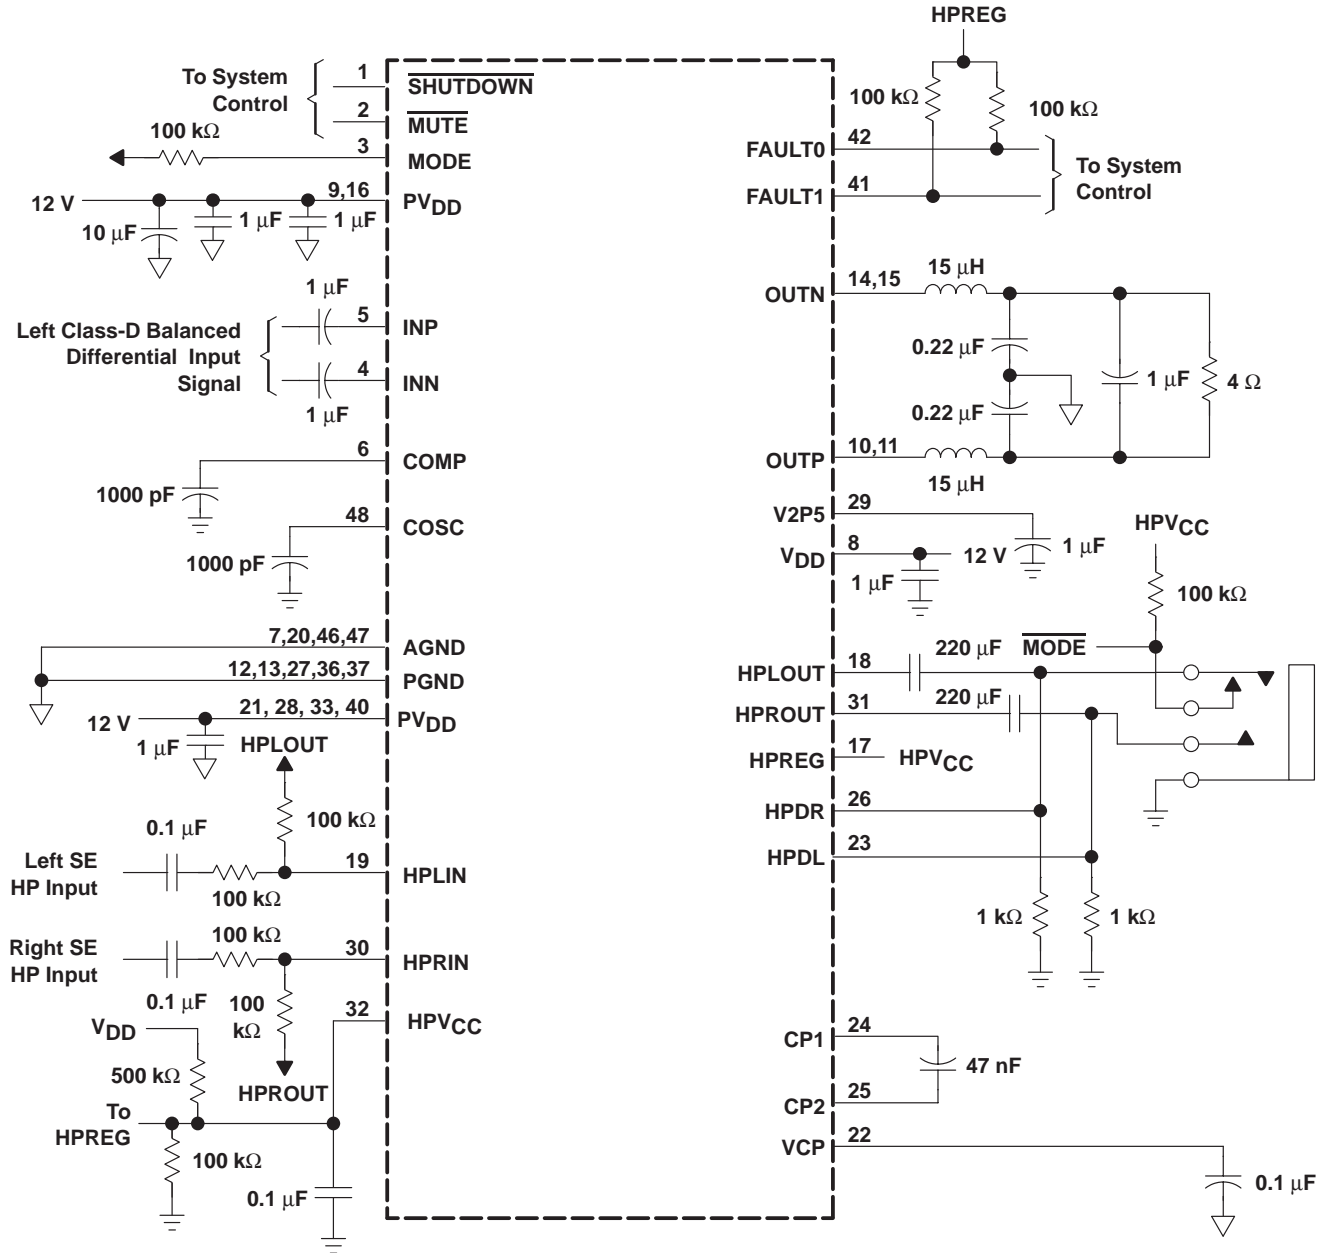 HPREG
To System
Control
1
SHUTDOWN
2
MUTE
100 kΩ
3
MODE
12 V
9,16
PVDD
10 μF
1 μF
1 μF
1 μF
5
INP
Left Class-D Balanced
Differential Input
Signal
4
INN
1 μF
6
COMP
1000 pF
48
COSC
1000 pF
7,20,46,47
AGND
12,13,27,36,37
PGND
12 V
21, 28, 33, 40
PVDD
1 μF
HPLOUT
100 kΩ
0.1 μF
Left SE
HP Input
100 kΩ
19
HPLIN
Right SE
HP Input
100 kΩ
30
HPRIN
0.1 μF
100
kΩ
HPROUT
32
HPVCC
VDD
500 kΩ
To
HPREG
100 kΩ
0.1 μF
100 kΩ
100 kΩ
FAULT0
42
FAULT1
41
To System
Control
OUTN
14,15
15 μH
0.22 μF
0.22 μF
1 μF
4 Ω
OUTP
10,11
15 μH
V2P5
29
1 μF
VDD
8
12 V
1 μF
HPVCC
100 kΩ
MODE
HPLOUT
18
220 μF
HPROUT
31
220 μF
HPREG
17
HPVCC
HPDR
26
HPDL
23
1 kΩ
1 kΩ
CP1
24
47 nF
CP2
25
VCP
22
0.1 μF